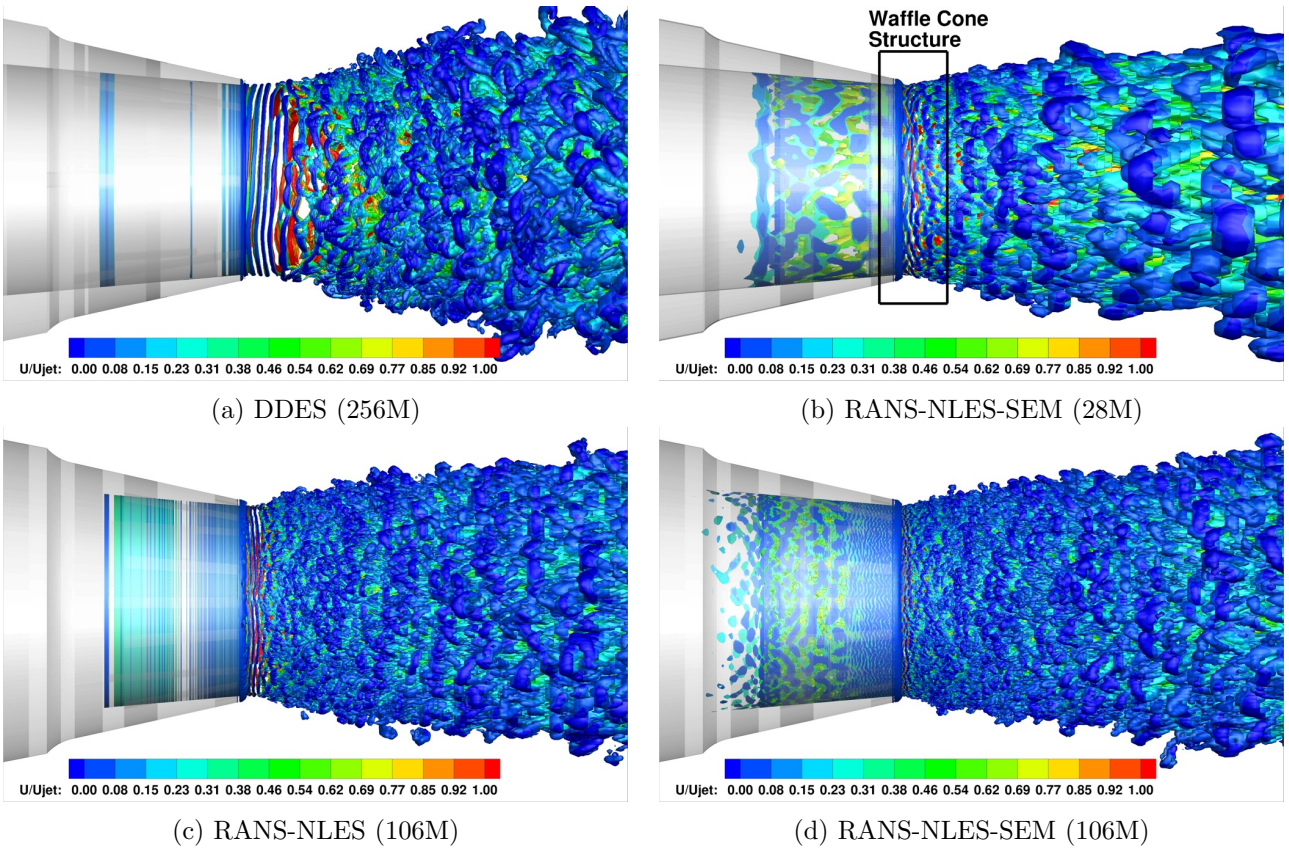 Waffle Cone
Structure
U/Ujet: 0.00 0.08 0.15 0.23 0.31 0.38 0.46 0.54 0.62 0.69 0.77 0.85 0.92 1.00
U/Ujet: 0.00 0.08 0.15 0.23 0.31 0.38 0.46 0.54 0.62 0.69 0.77 0.85 0.92 1.00
(a) DDES (256M)
(b) RANS-NLES-SEM (28M)
U/Ujet: 0.00 0.08 0.15 0.23 0.31 0.38 0.46 0.54 0.62 0.69 0.77 0.85 0.92 1.00
U/Ujet: 0.00 0.08 0.15 0.23 0.31 0.38 0.46 0.54 0.62 0.69 0.77 0.85 0.92 1.00
(c) RANS-NLES (106M)
(d) RANS-NLES-SEM (106M)